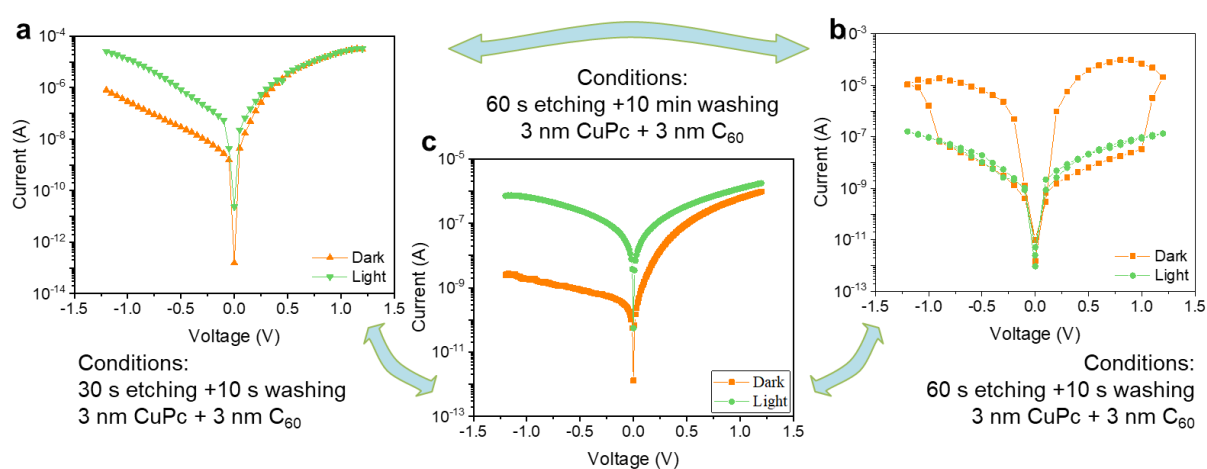 a
10⁻⁴
10⁻⁶
10⁻⁸
10⁻¹⁰
10⁻¹²
10⁻¹⁴
Current (A)
Dark
Light
-1.5 -1.0 -0.5 0.0 0.5 1.0 1.5
Voltage (V)
Conditions:
30 s etching +10 s washing
3 nm CuPc + 3 nm C₆₀
Conditions:
60 s etching +10 min washing
3 nm CuPc + 3 nm C₆₀
c
10⁻⁵
10⁻⁷
10⁻⁹
10⁻¹¹
10⁻¹³
Current (A)
Dark
Light
-1.5 -1.0 -0.5 0.0 0.5 1.0 1.5
Voltage (V)
b
10⁻³
10⁻⁵
10⁻⁷
10⁻⁹
10⁻¹¹
10⁻¹³
Current (A)
Dark
Light
-1.5 -1.0 -0.5 0.0 0.5 1.0 1.5
Voltage (V)
Conditions:
60 s etching +10 s washing
3 nm CuPc + 3 nm C₆₀